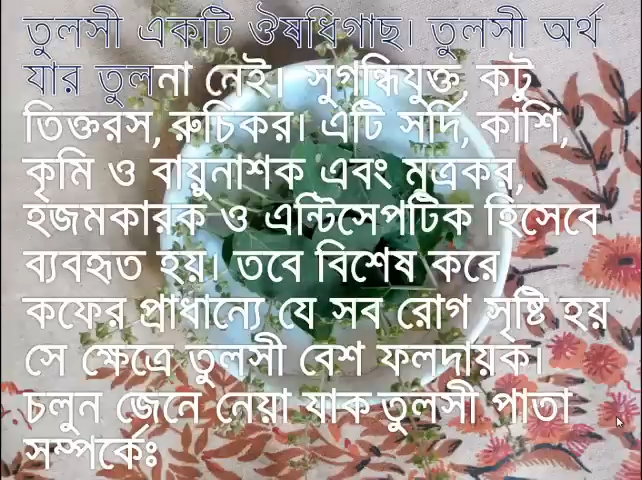 তুলসী একটি ঔষধিগাছ। তুলসী অর্থ
যার তুলনা নেই। সুগন্ধিযুক্ত, কটু
তিক্তরস, রুচিকর। এটি সর্দি, কাশি,
কৃমি ও বায়ুনাশক এবং মুত্রকর,
হজমকারক ও এন্টিসেপটিক হিসেবে
ব্যবহৃত হয়। তবে বিশেষ করে
কফের প্রাধান্যে যে সব রোগ সৃষ্টি হয়
সে ক্ষেত্রে তুলসী বেশ ফলদায়ক।
চলুন জেনে নেয়া যাক তুলসী পাতা
সম্পর্কেঃ